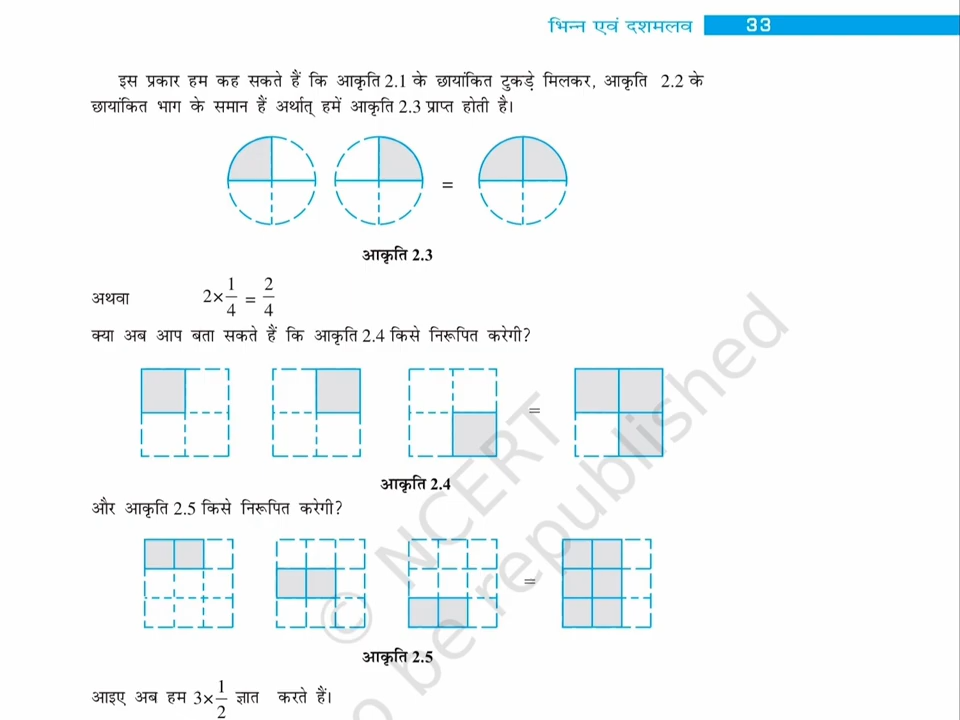 भिन्न एवं दशमलव 33
इस प्रकार हम कह सकते हैं कि आकृति 2.1 के छायांकित टुकड़े मिलकर, आकृति 2.2 के
छायांकित भाग के समान हैं अर्थात् हमें आकृति 2.3 प्राप्त होती है।
=
आकृति 2.3
अथवा 2×1/4 = 2/4
क्या अब आप बता सकते हैं कि आकृति 2.4 किसे निरूपित करेगी?
=
आकृति 2.4
और आकृति 2.5 किसे निरूपित करेगी?
=
आकृति 2.5
आइए अब हम 3×1/2 ज्ञात करते हैं।
© NCERT
o be republished